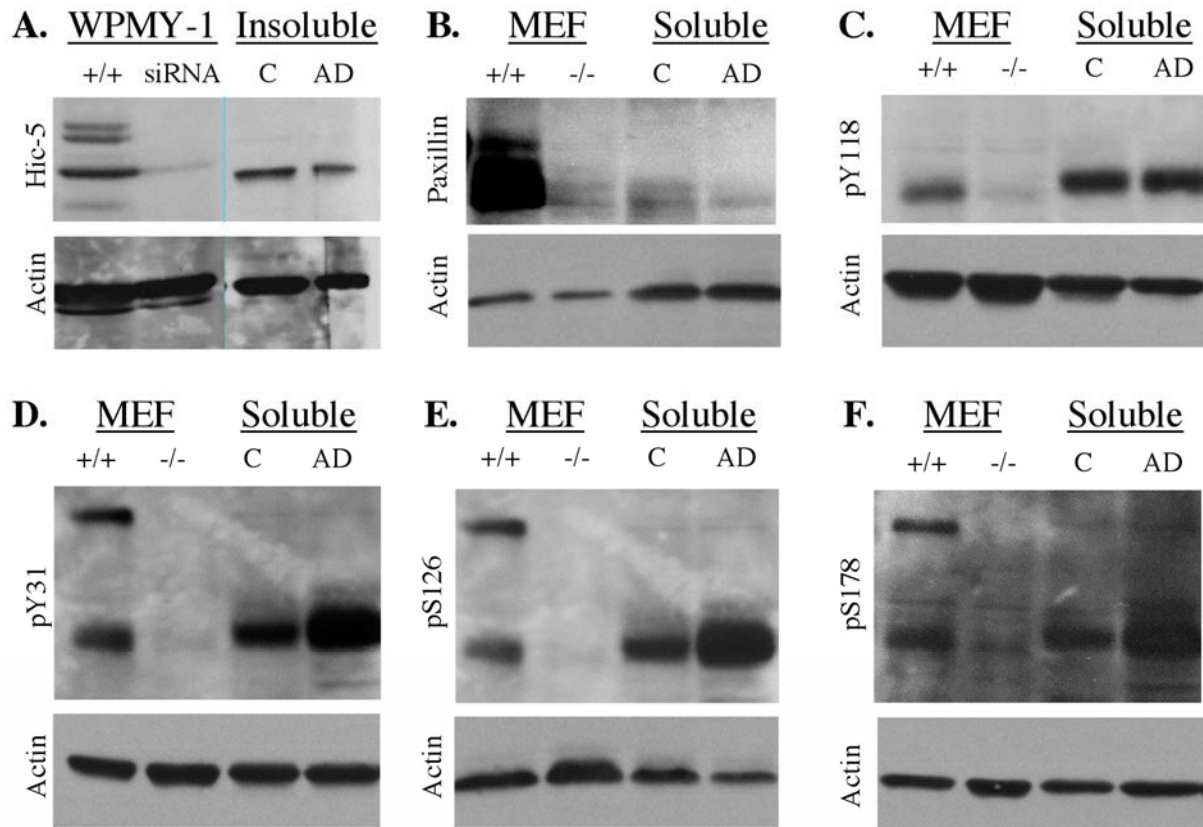 A. WPMY-1 Insoluble
+/+ siRNA C AD
Hic-5
Actin
B. MEF Soluble
+/+ -/- C AD
Paxillin
Actin
C. MEF Soluble
+/+ -/- C AD
pY118
Actin
D. MEF Soluble
+/+ -/- C AD
pY31
Actin
E. MEF Soluble
+/+ -/- C AD
pS126
Actin
F. MEF Soluble
+/+ -/- C AD
pS178
Actin